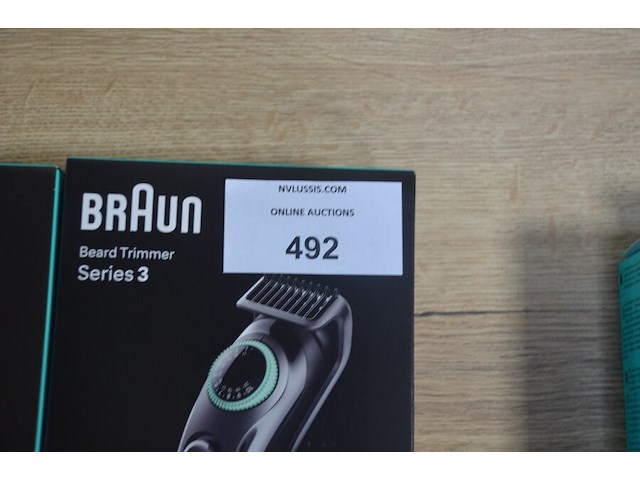 BRAUN
Beard Trimmer
Series 3
NVLUSSIS.COM
ONLINE AUCTIONS
492